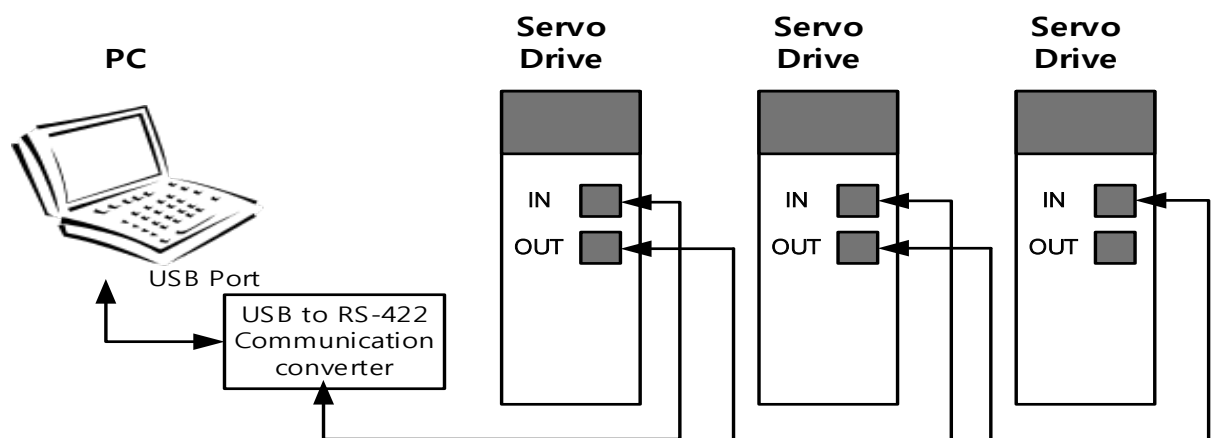 PC
Servo
Drive
Servo
Drive
Servo
Drive
IN
OUT
IN
OUT
IN
OUT
USB Port
USB to RS-422
Communication
converter